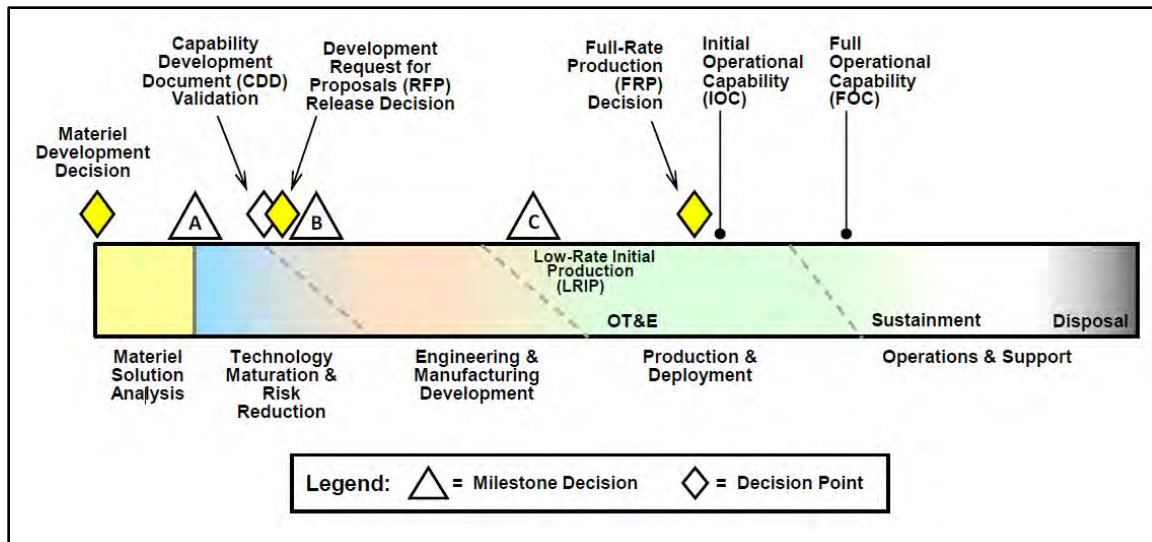 Capability
Development
Document (CDD)
Validation
Development
Request for
Proposals (RFP)
Release Decision
Full-Rate
Production
(FRP)
Decision
Initial
Operational
Capability
(IOC)
Full
Operational
Capability
(FOC)
Materiel
Development
Decision
A
B
C
Low-Rate Initial
Production
(LRIP)
OT&E
Sustainment
Disposal
Materiel
Solution
Analysis
Technology
Maturation &
Risk
Reduction
Engineering &
Manufacturing
Development
Production &
Deployment
Operations & Support
Legend: = Milestone Decision = Decision Point